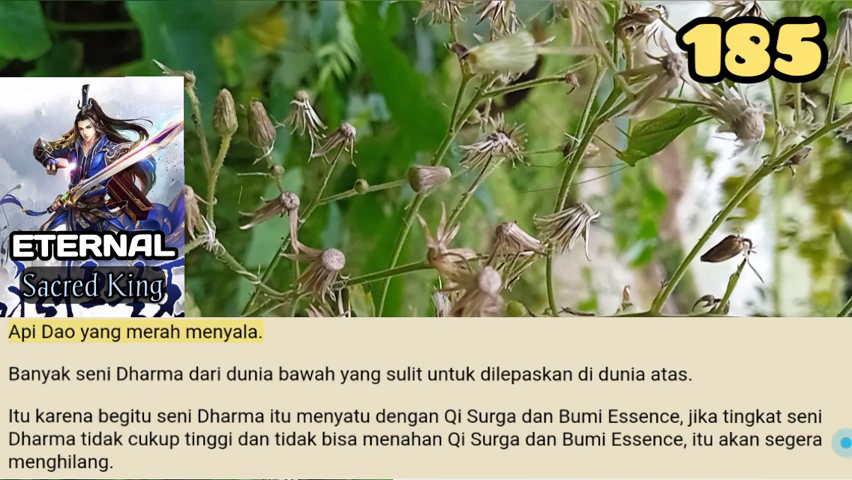 185
ETERNAL
Sacred King
Api Dao yang merah menyala.
Banyak seni Dharma dari dunia bawah yang sulit untuk dilepaskan di dunia atas.
Itu karena begitu seni Dharma itu menyatu dengan Qi Surga dan Bumi Essence, jika tingkat seni
Dharma tidak cukup tinggi dan tidak bisa menahan Qi Surga dan Bumi Essence, itu akan segera
menghilang.